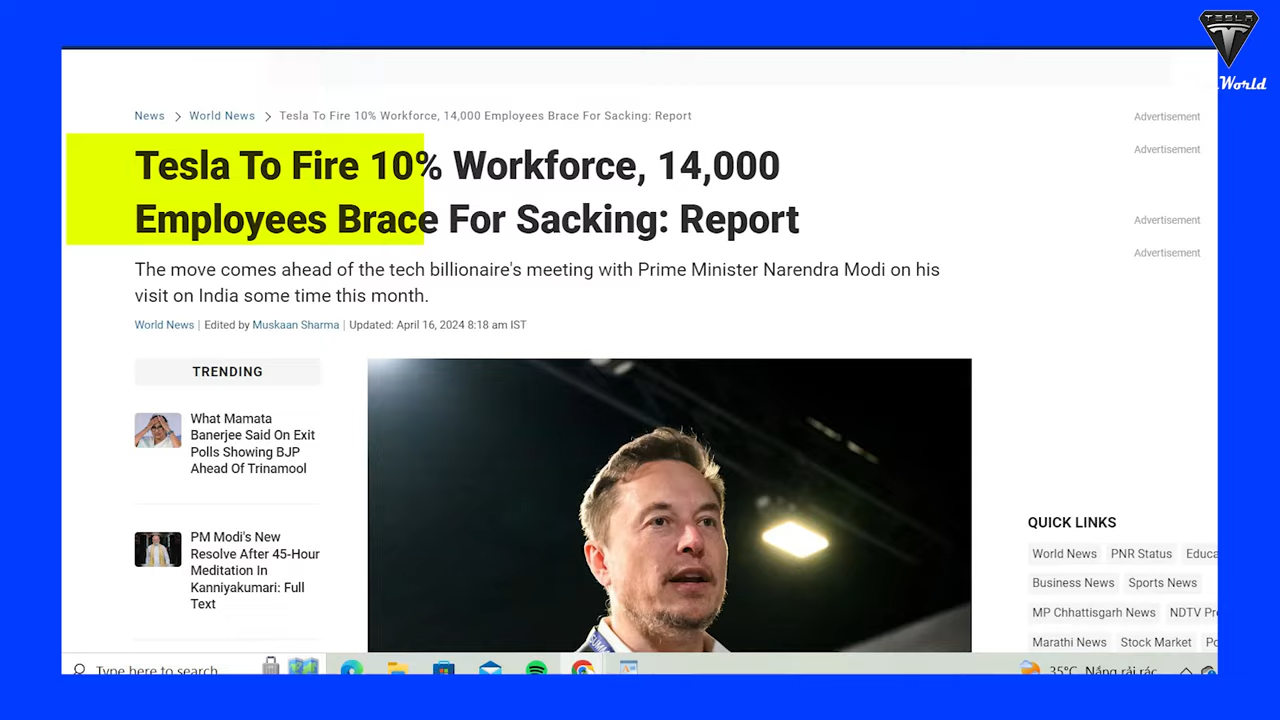 TESLA
World
News > World News > Tesla To Fire 10% Workforce, 14,000 Employees Brace For Sacking: Report
Advertisement
Advertisement
Advertisement
Advertisement
Tesla To Fire 10% Workforce, 14,000
Employees Brace For Sacking: Report
The move comes ahead of the tech billionaire's meeting with Prime Minister Narendra Modi on his
visit on India some time this month.
World News | Edited by Muskaan Sharma | Updated: April 16, 2024 8:18 am IST
TRENDING
What Mamata
Banerjee Said On Exit
Polls Showing BJP
Ahead Of Trinamool
PM Modi's New
Resolve After 45-Hour
Meditation In
Kanniyakumari: Full
Text
QUICK LINKS
World News PNR Status Educa
Business News Sports News
MP Chhattisgarh News NDTV Pr
Marathi News Stock Market Po
Type here to search
35°C Nắng rải rác